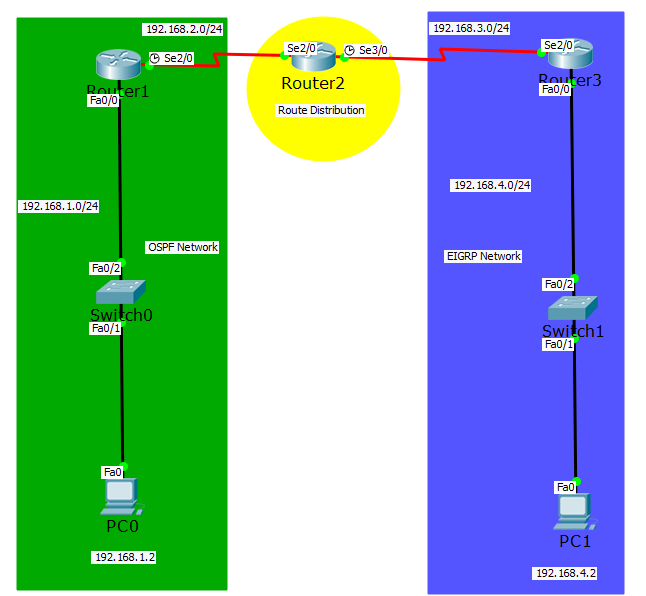 192.168.2.0/24
Se2/0
Router1
Fa0/0
192.168.1.0/24
OSPF Network
Fa0/2
Switch0
Fa0/1
Fa0
PC0
192.168.1.2
Se2/0
Se3/0
Router2
Route Distribution
192.168.3.0/24
Se2/0
Router3
Fa0/0
192.168.4.0/24
EIGRP Network
Fa0/2
Switch1
Fa0/1
Fa0
PC1
192.168.4.2